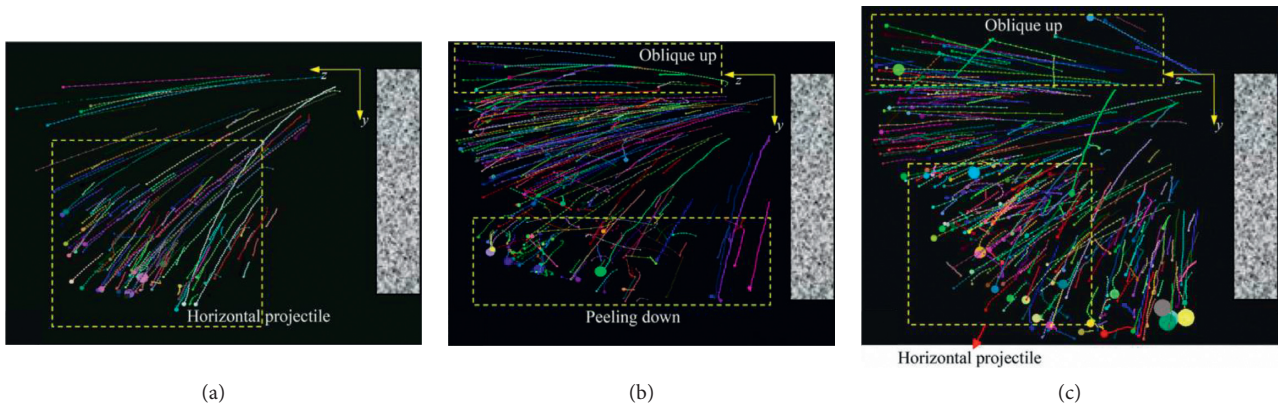 z
y
Horizontal projectile
(a)
Oblique up
z
y
Peeling down
(b)
Oblique up
z
y
Horizontal projectile
(c)